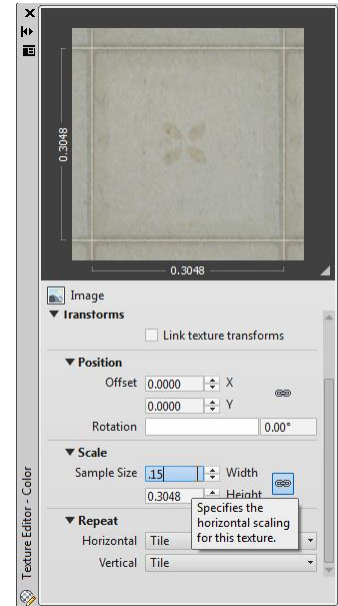 0.3048
0.3048
Image
Transforms
Link texture transforms
Position
Offset 0.0000 X
0.0000 Y
Rotation 0.00°
Scale
Sample Size .15 Width
0.3048 Height
Specifies the
horizontal scaling
for this texture.
Repeat
Horizontal Tile
Vertical Tile
Texture Editor - Color